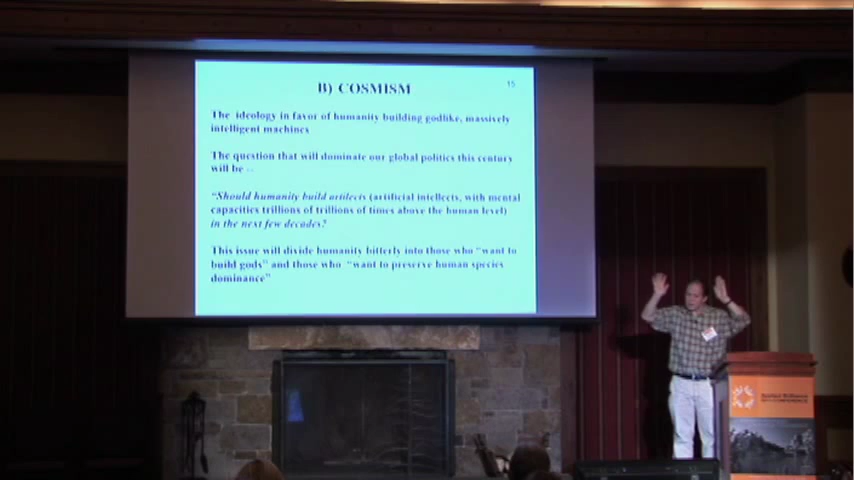 B) COSMISM
15
The ideology in favor of humanity building godlike, massively
intelligent machines
The question that will dominate our global politics this century
will be --
"Should humanity build artilects (artificial intellects, with mental
capacities trillions of trillions of times above the human level)
in the next few decades?
This issue will divide humanity bitterly into those who "want to
build gods" and those who "want to preserve human species
dominance"
CONFERENCE